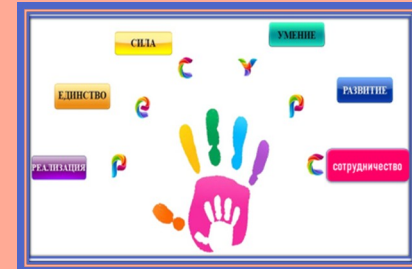 РЕАЛИЗАЦИЯ Р
ЕДИНСТВО е
СИЛА С
УМЕНИЕ У
РАЗВИТИЕ Р
сотрудничество С